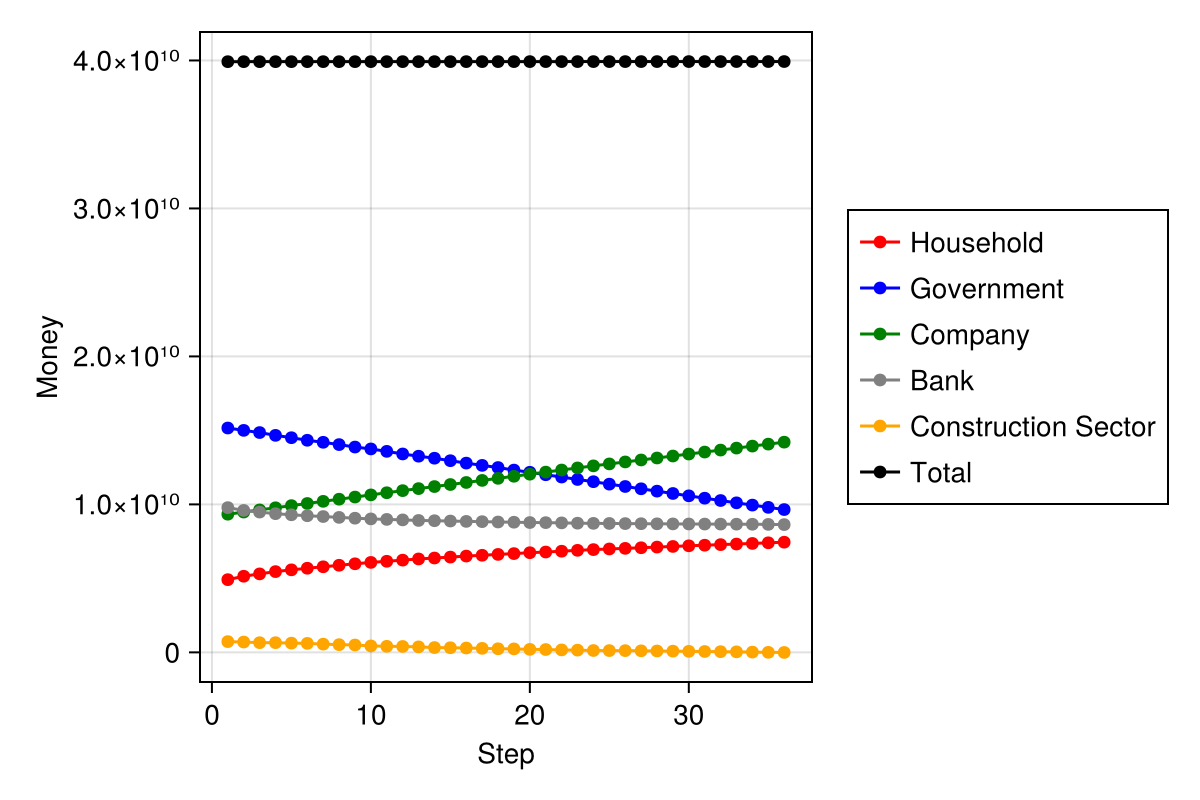 4.0×10¹⁰
3.0×10¹⁰
2.0×10¹⁰
1.0×10¹⁰
0
Money
0 10 20 30
Step
Household
Government
Company
Bank
Construction Sector
Total